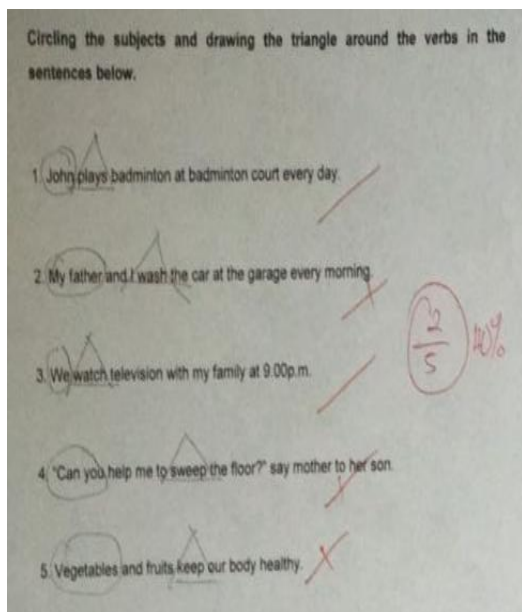 Circling the subjects and drawing the triangle around the verbs in the
sentences below.
1. John plays badminton at badminton court every day.
2. My father and I wash the car at the garage every morning.
3. We watch television with my family at 9.00p.m.
4. "Can you help me to sweep the floor?" say mother to her son.
2
5
40%
5. Vegetables and fruits keep our body healthy.